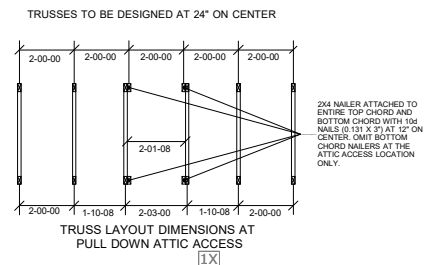 TRUSSES TO BE DESIGNED AT 24" ON CENTER
2-00-00 2-00-00 2-00-00 2-00-00 2-00-00
2X4 NAILER ATTACHED TO
ENTIRE TOP CHORD AND
BOTTOM CHORD WITH 10d
NAILS (0.131 X 3") AT 12" ON
CENTER. OMIT BOTTOM
CHORD NAILERS AT THE
ATTIC ACCESS LOCATION
ONLY.
2-01-08
2-00-00 1-10-08 2-03-00 1-10-08 2-00-00
TRUSS LAYOUT DIMENSIONS AT
PULL DOWN ATTIC ACCESS
1X